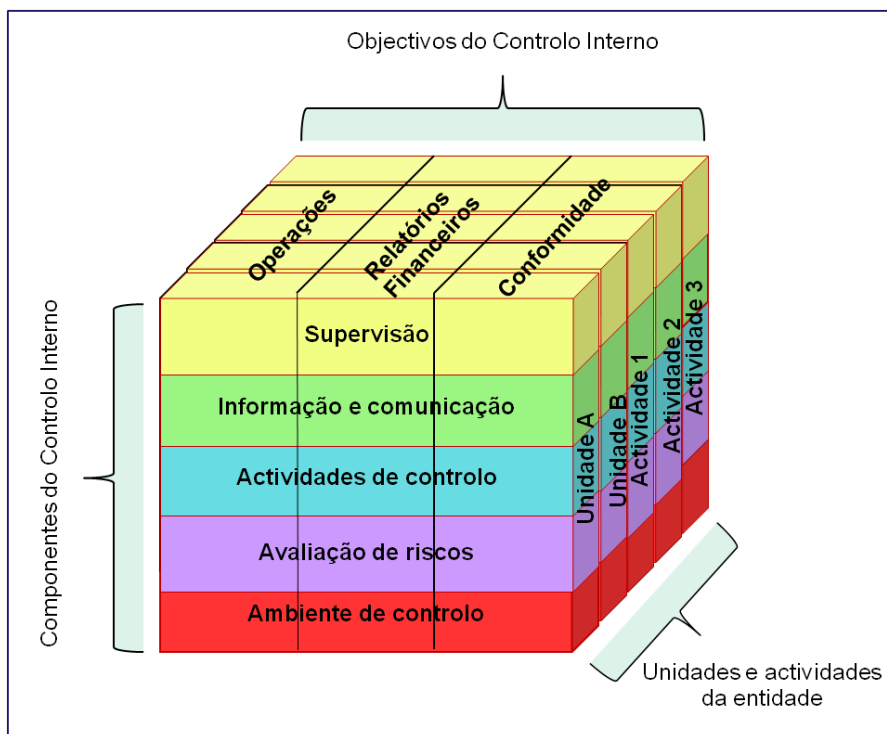 Objectivos do Controlo Interno
Operações
Relatórios
Financeiros
Conformidade
Componentes do Controlo Interno
Supervisão
Informação e comunicação
Actividades de controlo
Avaliação de riscos
Ambiente de controlo
Unidade A
Unidade B
Actividade 1
Actividade 2
Actividade 3
Unidades e actividades
da entidade